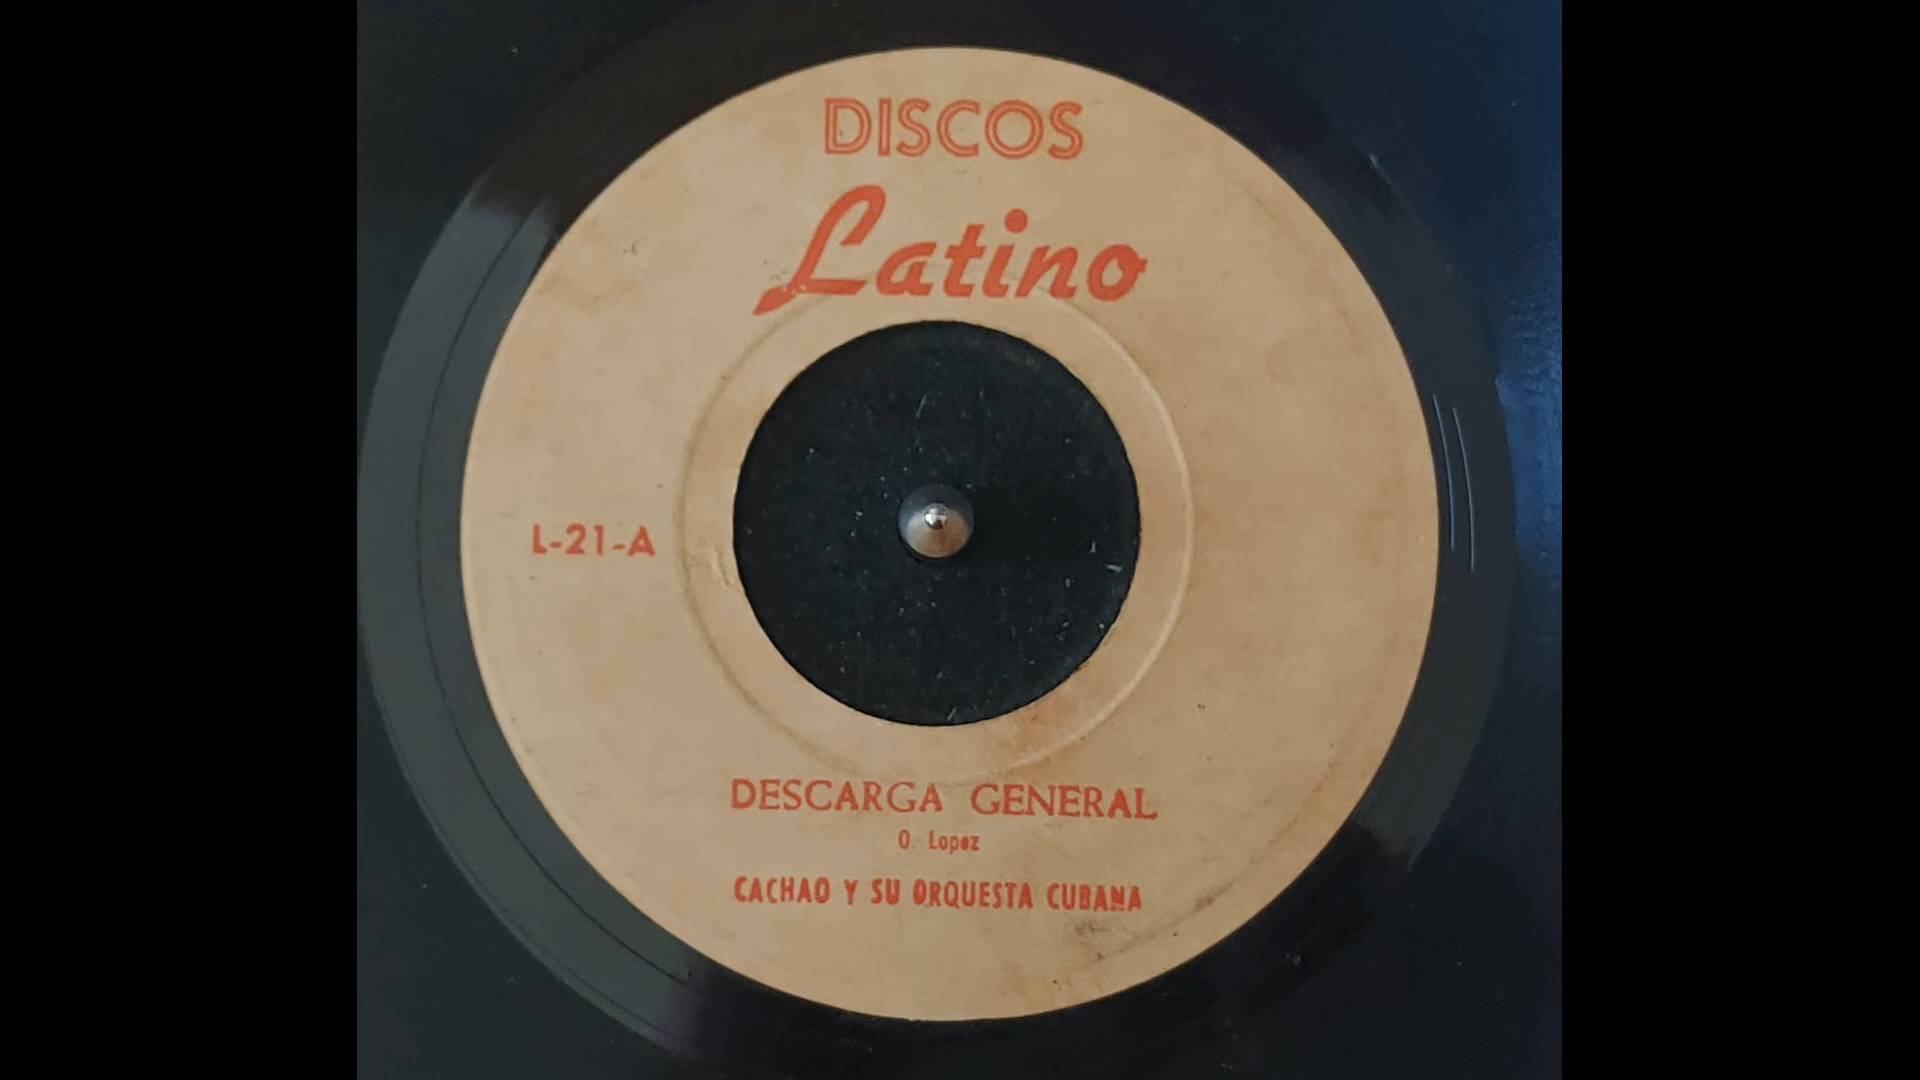 DISCOS
Latino
L-21-A
DESCARGA GENERAL
O. Lopez
CACHAO Y SU ORQUESTA CUBANA